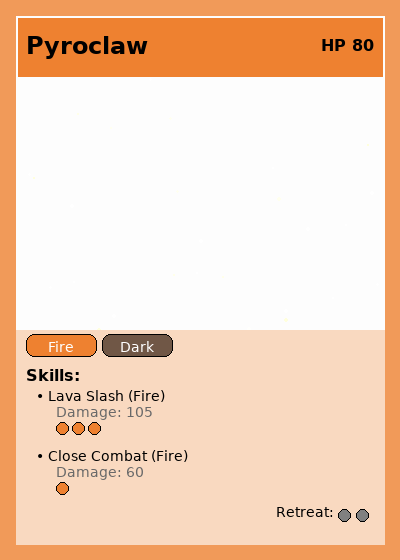 Pyroclaw HP 80
Fire Dark
Skills:
• Lava Slash (Fire)
Damage: 105
• Close Combat (Fire)
Damage: 60
Retreat: